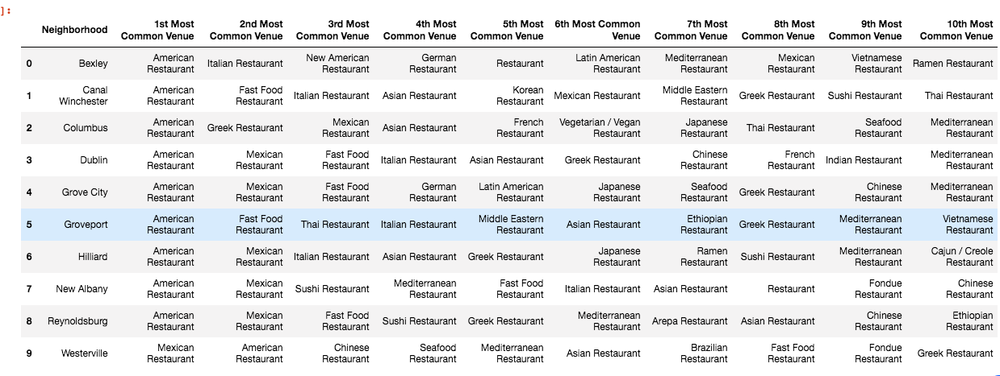 ]:
Neighborhood 1st Most Common Venue 2nd Most Common Venue 3rd Most Common Venue 4th Most Common Venue 5th Most Common Venue 6th Most Common Venue 7th Most Common Venue 8th Most Common Venue 9th Most Common Venue 10th Most Common Venue
0 Bexley American Restaurant Italian Restaurant New American Restaurant German Restaurant Restaurant Latin American Restaurant Mediterranean Restaurant Mexican Restaurant Vietnamese Restaurant Ramen Restaurant
1 Canal Winchester American Restaurant Fast Food Restaurant Italian Restaurant Asian Restaurant Korean Restaurant Mexican Restaurant Middle Eastern Restaurant Greek Restaurant Sushi Restaurant Thai Restaurant
2 Columbus American Restaurant Greek Restaurant Mexican Restaurant Asian Restaurant French Restaurant Vegetarian / Vegan Restaurant Japanese Restaurant Thai Restaurant Seafood Restaurant Mediterranean Restaurant
3 Dublin American Restaurant Mexican Restaurant Fast Food Restaurant Italian Restaurant Asian Restaurant Greek Restaurant Chinese Restaurant French Restaurant Indian Restaurant Mediterranean Restaurant
4 Grove City American Restaurant Mexican Restaurant Fast Food Restaurant German Restaurant Latin American Restaurant Japanese Restaurant Seafood Restaurant Greek Restaurant Chinese Restaurant Mediterranean Restaurant
5 Groveport American Restaurant Fast Food Restaurant Thai Restaurant Italian Restaurant Middle Eastern Restaurant Asian Restaurant Ethiopian Restaurant Greek Restaurant Mediterranean Restaurant Vietnamese Restaurant
6 Hilliard American Restaurant Mexican Restaurant Italian Restaurant Asian Restaurant Greek Restaurant Japanese Restaurant Ramen Restaurant Sushi Restaurant Mediterranean Restaurant Cajun / Creole Restaurant
7 New Albany American Restaurant Mexican Restaurant Sushi Restaurant Mediterranean Restaurant Fast Food Restaurant Italian Restaurant Asian Restaurant Restaurant Fondue Restaurant Chinese Restaurant
8 Reynoldsburg American Restaurant Mexican Restaurant Fast Food Restaurant Sushi Restaurant Greek Restaurant Mediterranean Restaurant Arepa Restaurant Asian Restaurant Chinese Restaurant Ethiopian Restaurant
9 Westerville Mexican Restaurant American Restaurant Chinese Restaurant Seafood Restaurant Mediterranean Restaurant Asian Restaurant Brazilian Restaurant Fast Food Restaurant Fondue Restaurant Greek Restaurant